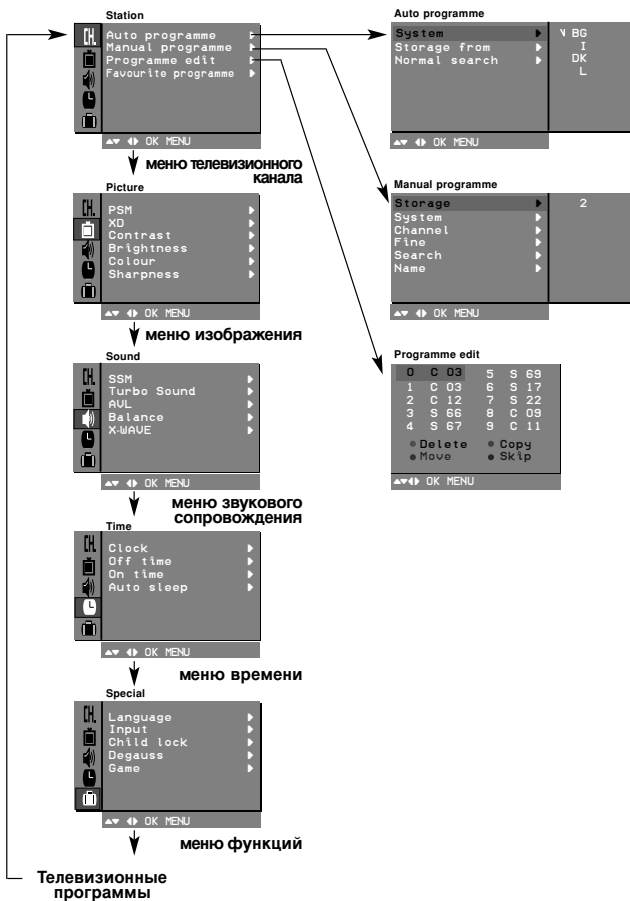 Station
CH.
Auto programme
Manual programme
Programme edit
Favourite programme
OK MENU
меню телевизионного
канала
Picture
CH.
PSM
XD
Contrast
Brightness
Colour
Sharpness
OK MENU
меню изображения
Sound
CH.
SSM
Turbo Sound
AVL
Balance
X-WAVE
OK MENU
меню звукового
сопровождения
Time
CH.
Clock
Off time
On time
Auto sleep
OK MENU
меню времени
Special
CH.
Language
Input
Child lock
Degauss
Game
OK MENU
меню функций
Телевизионные
программы
Auto programme
System BG
Storage from I
Normal search DK
L
OK MENU
Manual programme
Storage 2
System
Channel
Fine
Search
Name
OK MENU
Programme edit
0 C 03 5 S 69
1 C 03 6 S 17
2 C 12 7 S 22
3 S 66 8 C 09
4 S 67 9 C 11
Delete Copy
Move Skip
OK MENU